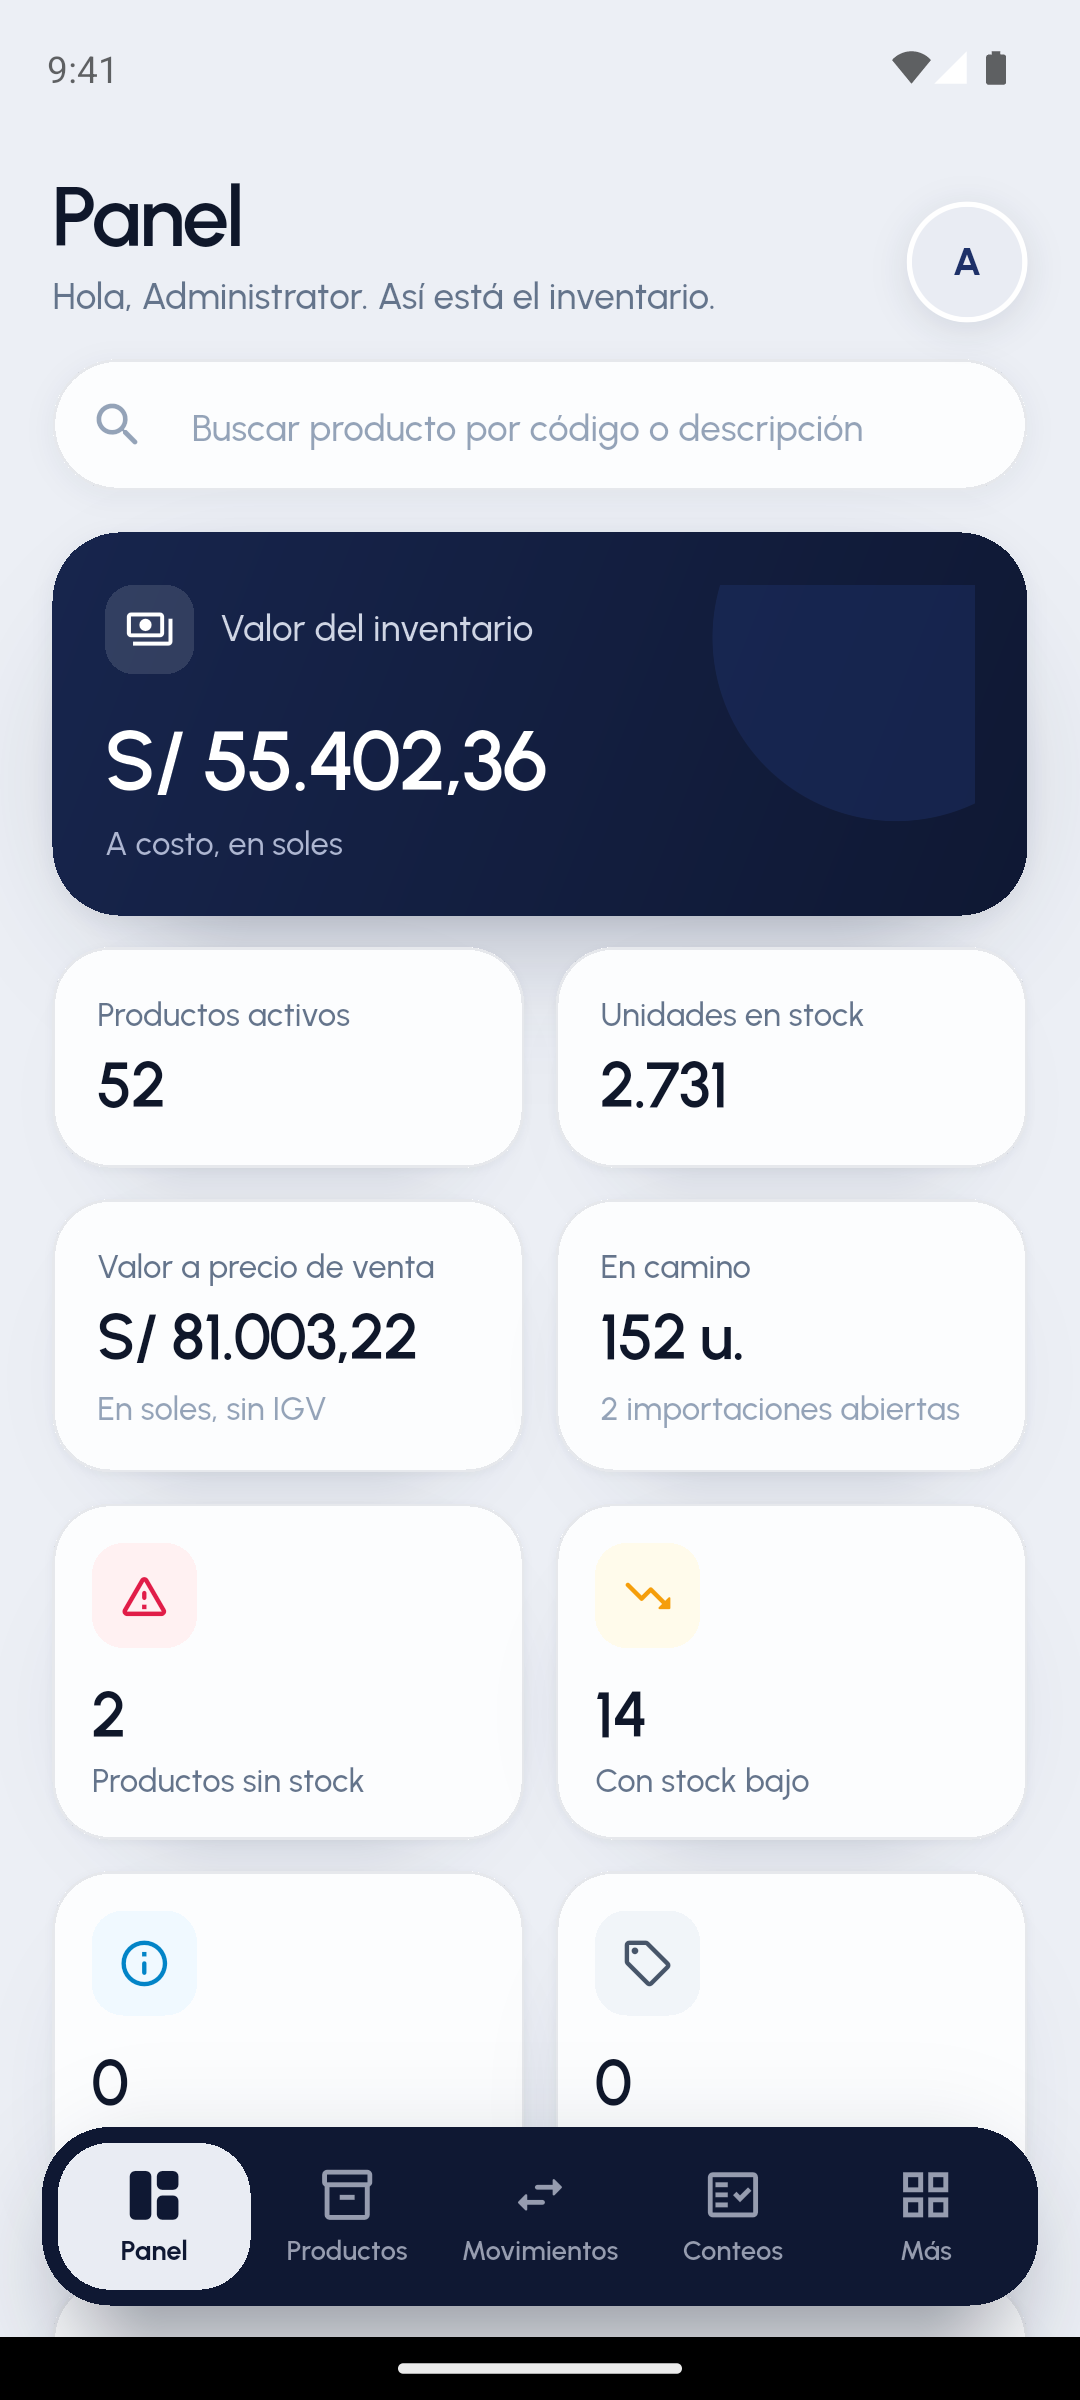 9:41
Panel
Hola, Administrator. Así está el inventario.
A
Buscar producto por código o descripción
Valor del inventario
S/ 55.402,36
A costo, en soles
Productos activos
52
Unidades en stock
2.731
Valor a precio de venta
S/ 81.003,22
En soles, sin IGV
En camino
152 u.
2 importaciones abiertas
2
Productos sin stock
14
Con stock bajo
0
0
Panel
Productos
Movimientos
Conteos
Más